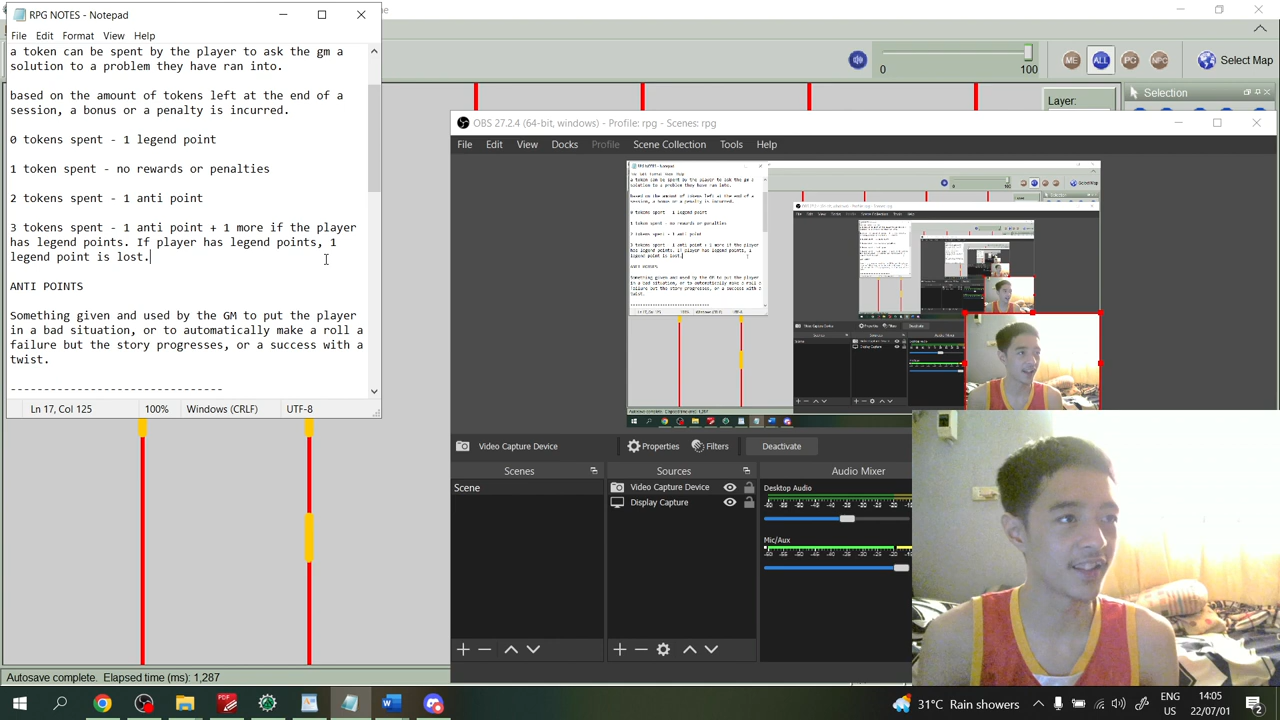 RPG NOTES - Notepad
File Edit Format View Help
a token can be spent by the player to ask the gm a
solution to a problem they have ran into.
based on the amount of tokens left at the end of a
session, a bonus or a penalty is incurred.
0 tokens spent - 1 legend point
1 token spent - no rewards or penalties
tokens spent - 1 anti point
tokens spent - 1 anti point + 1 more if the player
has legend points. If player has legend points, 1
legend point is lost.
ANTI POINTS
Something given and used by the GM to put the player
in a bad situation, or to automatically make a roll a
failure but the story progresses, or a success with a
twist.
------------------------------
Ln 17, Col 125 100% Windows (CRLF) UTF-8
0 100 ME ALL PC NPC Select Map
Layer: Selection
OBS 27.2.4 (64-bit, windows) - Profile: rpg - Scenes: rpg
File Edit View Docks Profile Scene Collection Tools Help
Video Capture Device Properties Filters Deactivate
Scenes Sources Audio Mixer
Scene
Video Capture Device
Display Capture
Desktop Audio
Mic/Aux
Autosave complete. Elapsed time (ms): 1,287
31°C Rain showers
ENG
US
14:05
22/07/01
2